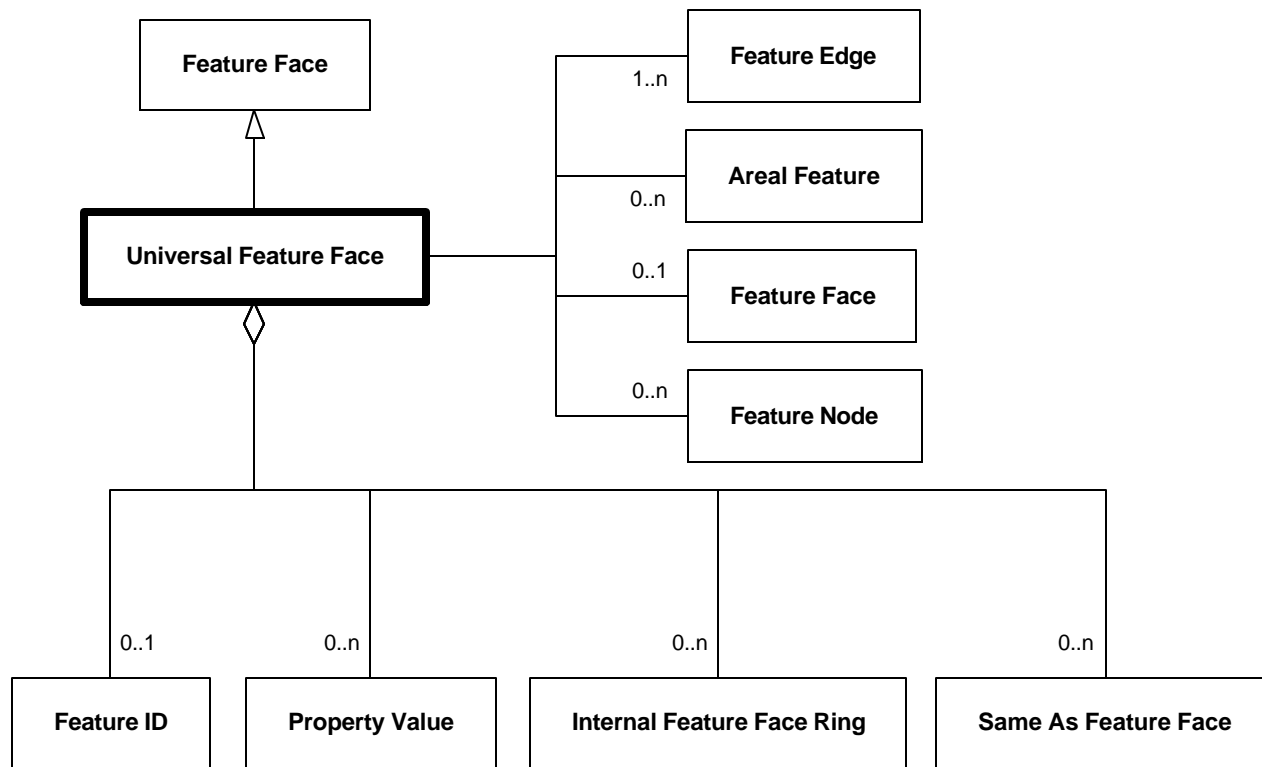 Feature Face
Feature Edge
1..n
Areal Feature
0..n
Universal Feature Face
0..1
Feature Face
0..n
Feature Node
0..1
0..n
0..n
0..n
Feature ID
Property Value
Internal Feature Face Ring
Same As Feature Face